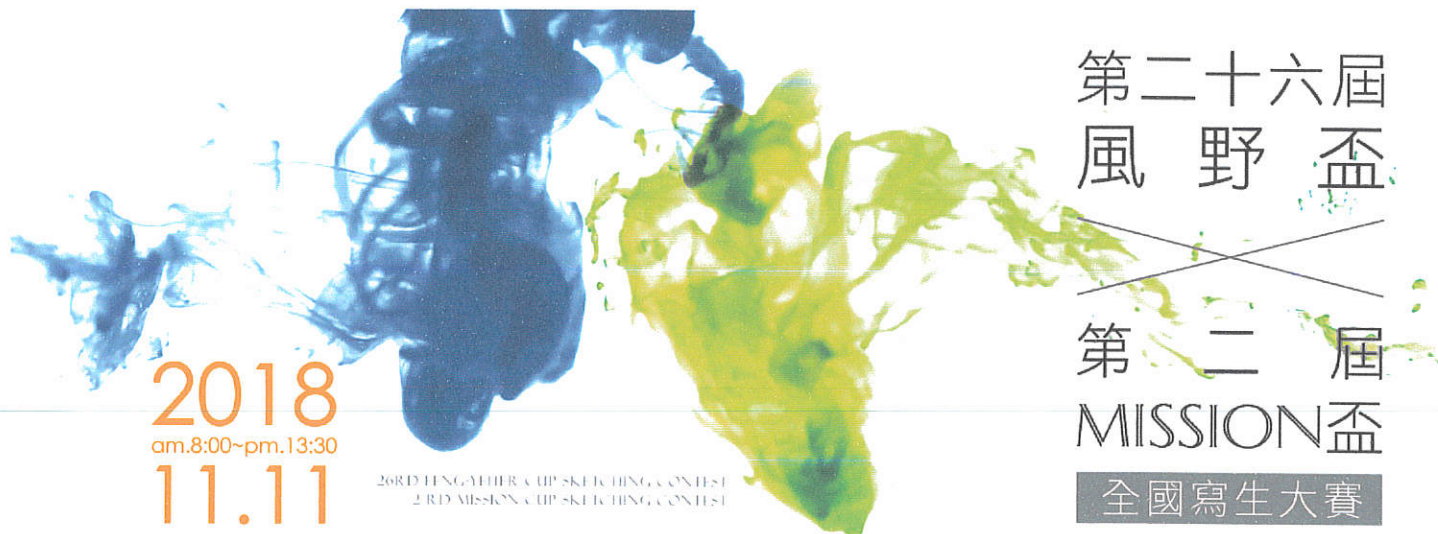 第二十六屆
風野盃
第二屆
MISSION盃
全國寫生大賽
2018
am.8:00~pm.13:30
11.11
26RD FENG-YEHER CUP SKETCHING CONTEST
2 RD MISSION CUP SKETCHING CONTEST